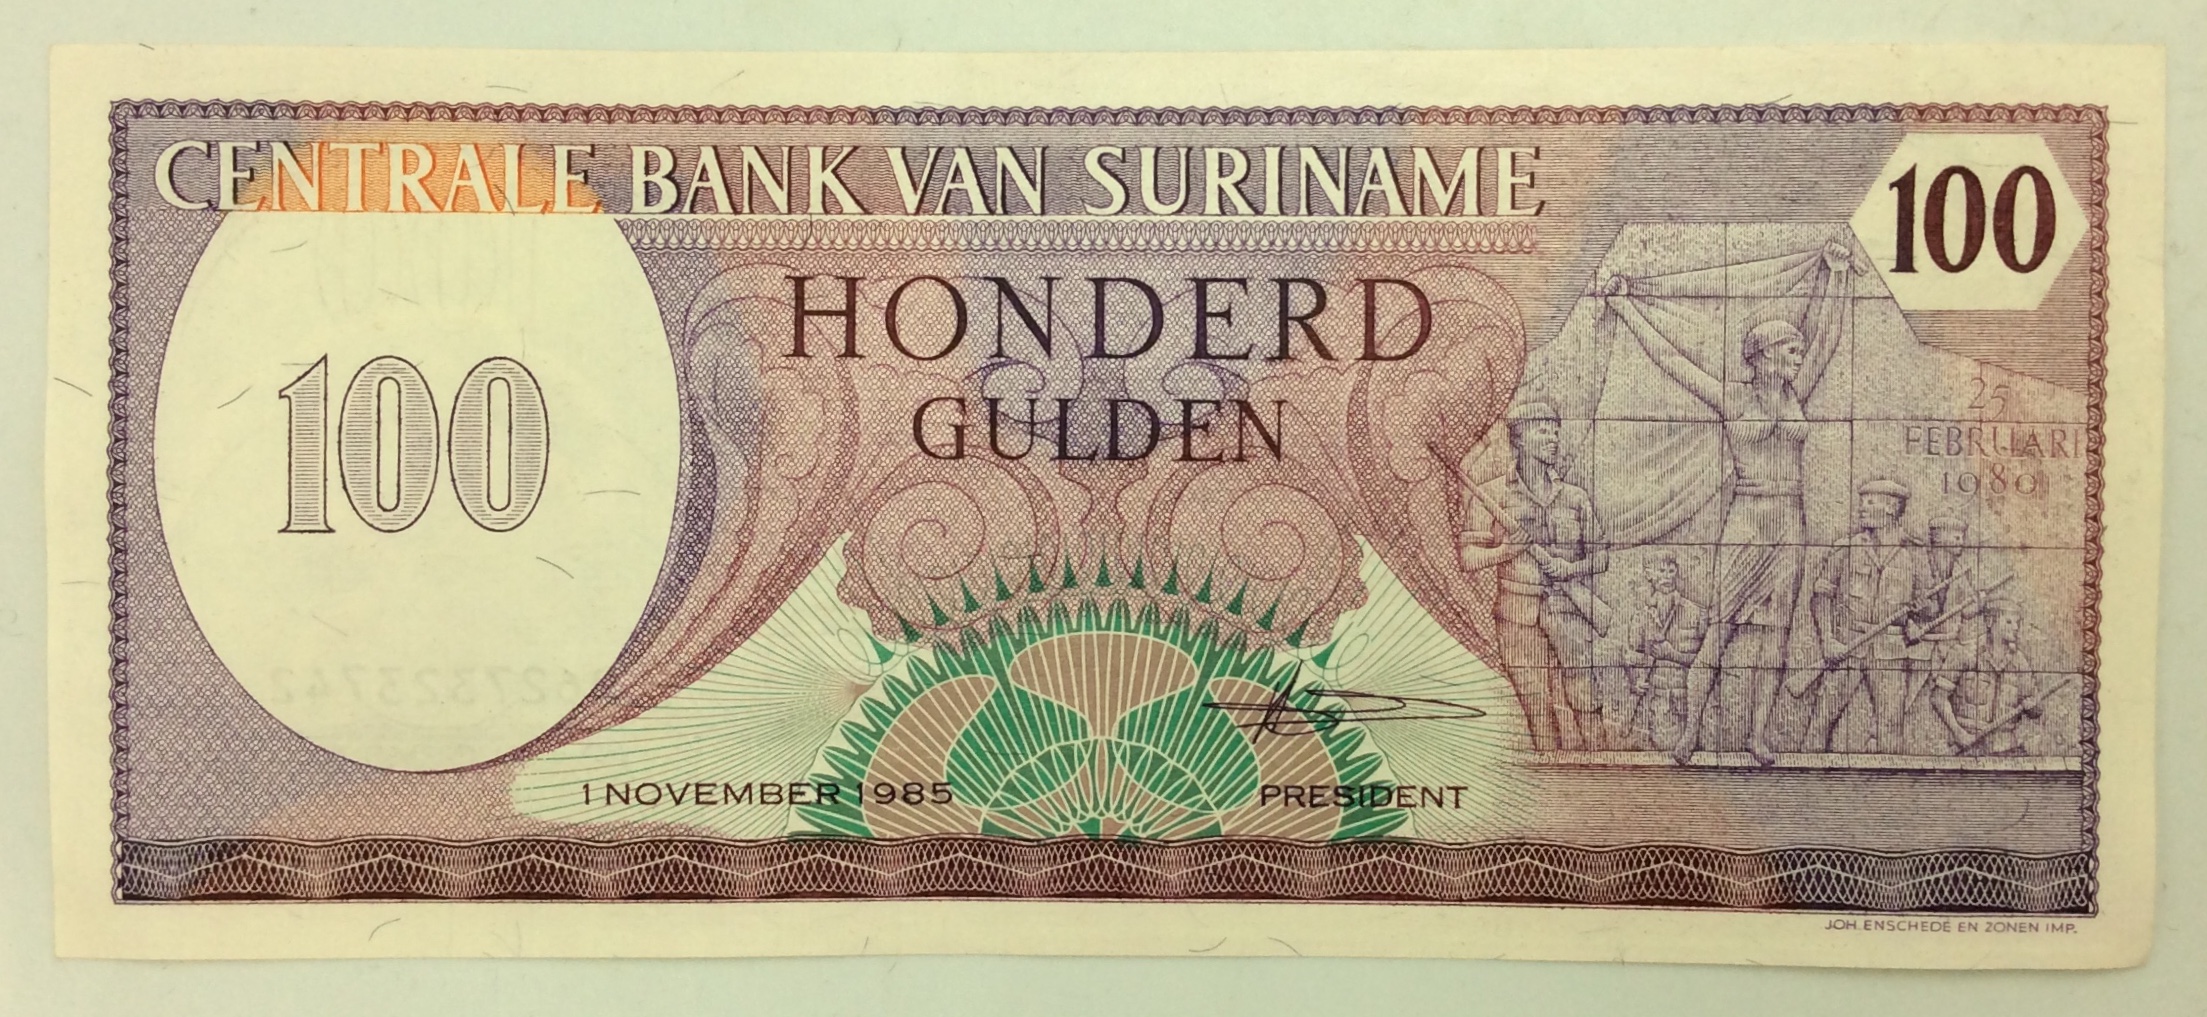 CENTRALE BANK VAN SURINAME
100
HONDERD
GULDEN
100
25
FEBRUARI
1980
1 NOVEMBER 1985
PRESIDENT
JOH. ENSCHEDÉ EN ZONEN IMP.